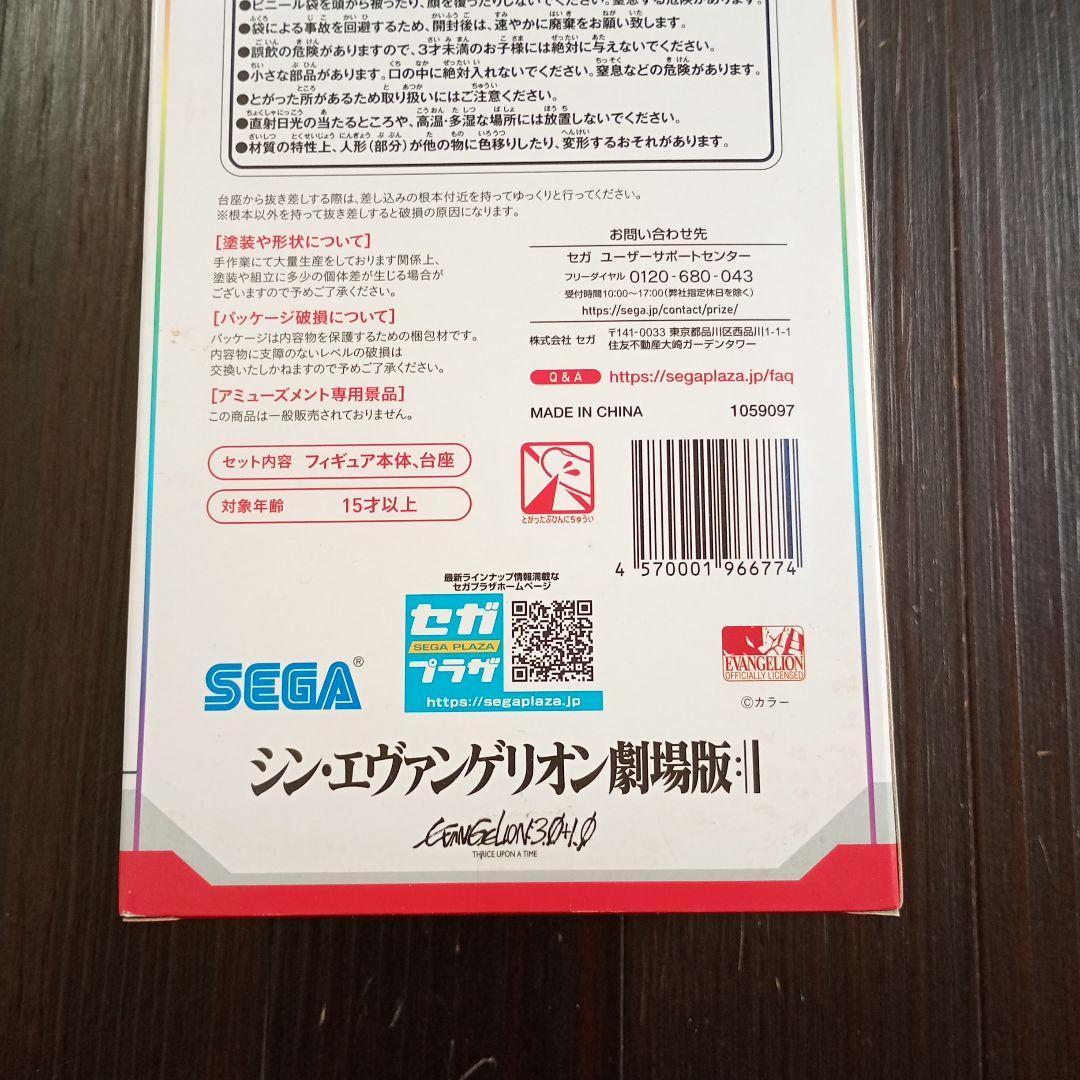 ●ビニール袋を頭から被ったり、顔を覆ったりしないでください。窒息する危険があります。
●袋による事故を回避するため、開封後は、速やかに廃棄をお願い致します。
●誤飲の危険がありますので、3才未満のお子様には絶対に与えないでください。
●小さな部品があります。口の中に絶対入れないでください。窒息などの危険があります。
●とがった所があるため取り扱いにはご注意ください。
●直射日光の当たるところや、高温・多湿な場所には放置しないでください。
●材質の特性上、人形(部分)が他の物に色移りしたり、変形するおそれがあります。
台座から抜き差しする際は、差し込みの根本付近を持ってゆっくりと行ってください。
※根本以外を持って抜き差しすると破損の原因になります。
[塗装や形状について]
手作業にて大量生産をしております関係上、
塗装や組立に多少の個体差が生じる場合が
ございますので予めご了承ください。
[パッケージ破損について]
パッケージは内容物を保護するための梱包材です。
内容物に支障のないレベルの破損は
交換いたしかねますので予めご了承ください。
[アミューズメント専用景品]
この商品は一般販売されておりません。
お問い合わせ先
セガ ユーザーサポートセンター
フリーダイヤル 0120-680-043
受付時間10:00〜17:00(弊社指定休日を除く)
https://sega.jp/contact/prize/
株式会社 セガ 〒141-0033 東京都品川区西品川1-1-1
住友不動産大崎ガーデンタワー
Q & A https://segaplaza.jp/faq
MADE IN CHINA 1059097
セット内容 フィギュア本体、台座
対象年齢 15才以上
とがったぶひんにちゅうい
4 570001 966774
最新ラインナップ情報満載な
セガプラザホームページ
セガ
SEGA PLAZA
プラザ
https://segaplaza.jp
SEGA®
EVANGELION
OFFICIALLY LICENSED
©カラー
シン・エヴァンゲリオン劇場版:||
EVANGELION:3.0+1.0
THRICE UPON A TIME